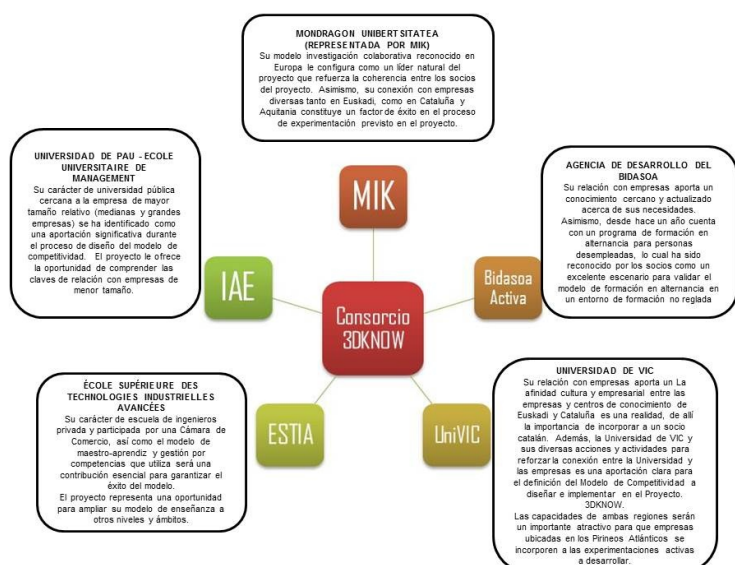 MONDRAGON UNIBERTSITATEA
(REPRESENTADA POR MIK)
Su modelo investigación colaborativa reconocido en
Europa le configura como un líder natural del
proyecto que refuerza la coherencia entre los socios
del proyecto. Asimismo, su conexión con empresas
diversas tanto en Euskadi, como en Cataluña y
Aquitania constituye un factor de éxito en el proceso
de experimentación previsto en el proyecto.
UNIVERSIDAD DE PAU - ECOLE
UNIVERSITAIRE DE
MANAGEMENT
Su carácter de universidad pública
cercana a la empresa de mayor
tamaño relativo (medianas y grandes
empresas) se ha identificado como
una aportación significativa durante
el proceso de diseño del modelo de
competitividad. El proyecto le ofrece
la oportunidad de comprender las
claves de relación con empresas de
menor tamaño.
MIK
AGENCIA DE DESARROLLO DEL
BIDASOA
Su relación con empresas aporta un
conocimiento cercano y actualizado
acerca de sus necesidades.
Asimismo, desde hace un año cuenta
con un programa de formación en
alternancia para personas
desempleadas, lo cual ha sido
reconocido por los socios como un
excelente escenario para validar el
modelo de formación en alternancia en
un entorno de formación no reglada
IAE
Bidasoa
Activa
Consorcio
3DKNOW
ÈCOLE SUPÉRIEURE DES
TECHNOLOGIES INDUSTRIELLES
AVANCÉES
Su carácter de escuela de ingenieros
privada y participada por una Cámara de
Comercio, así como el modelo de
maestro-aprendiz y gestión por
competencias que utiliza será una
contribución esencial para garantizar el
éxito del modelo.
El proyecto representa una oportunidad
para ampliar su modelo de enseñanza a
otros niveles y ámbitos.
ESTIA
UniVIC
UNIVERSIDAD DE VIC
Su relación con empresas aporta un La
afinidad cultura y empresarial entre las
empresas y centros de conocimiento de
Euskadi y Cataluña es una realidad, de allí
la importancia de incorporar a un socio
catalán. Además, la Universidad de VIC y
sus diversas acciones y actividades para
reforzar la conexión entre la Universidad y
las empresas es una aportación clara para
el definición del Modelo de Competitividad a
diseñar e implementar en el Proyecto.
3DKNOW.
Las capacidades de ambas regiones serán
un importante atractivo para que empresas
ubicadas en los Pirineos Atlánticos se
incorporen a las experimentaciones activas
a desarrollar.